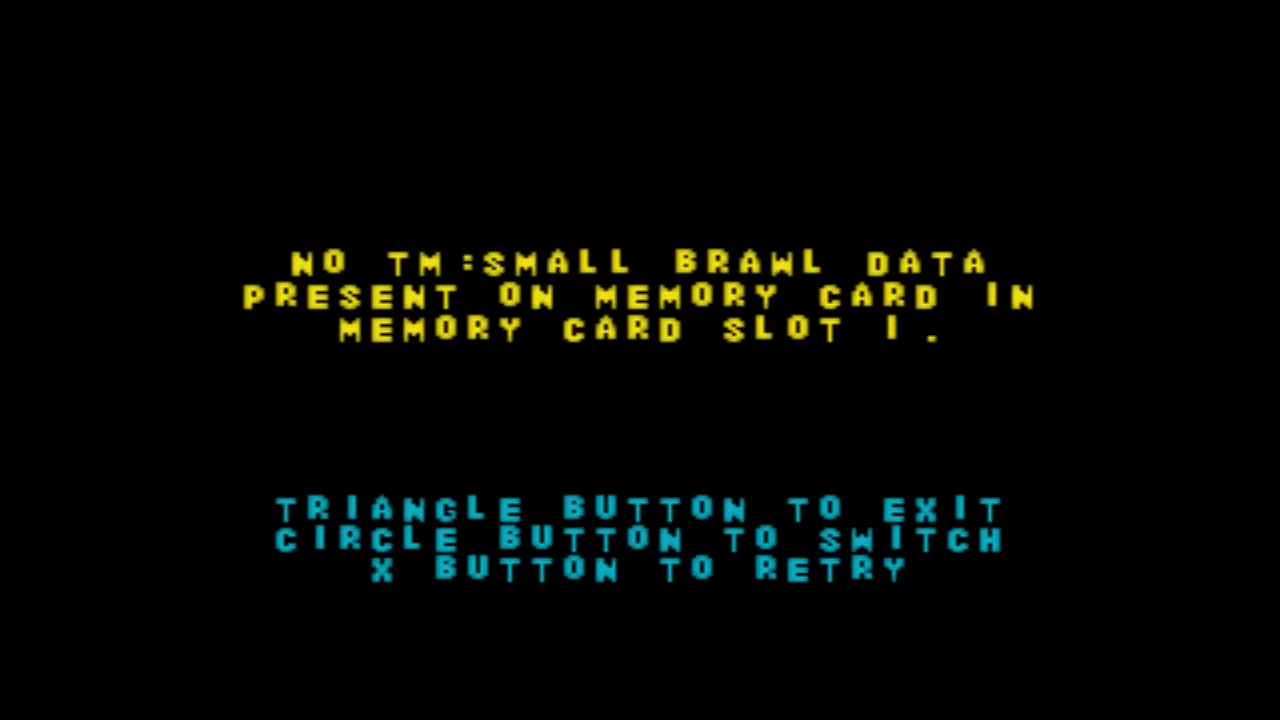 NO TM:SMALL BRAWL DATA
PRESENT ON MEMORY CARD IN
MEMORY CARD SLOT 1.
TRIANGLE BUTTON TO EXIT
CIRCLE BUTTON TO SWITCH
X BUTTON TO RETRY